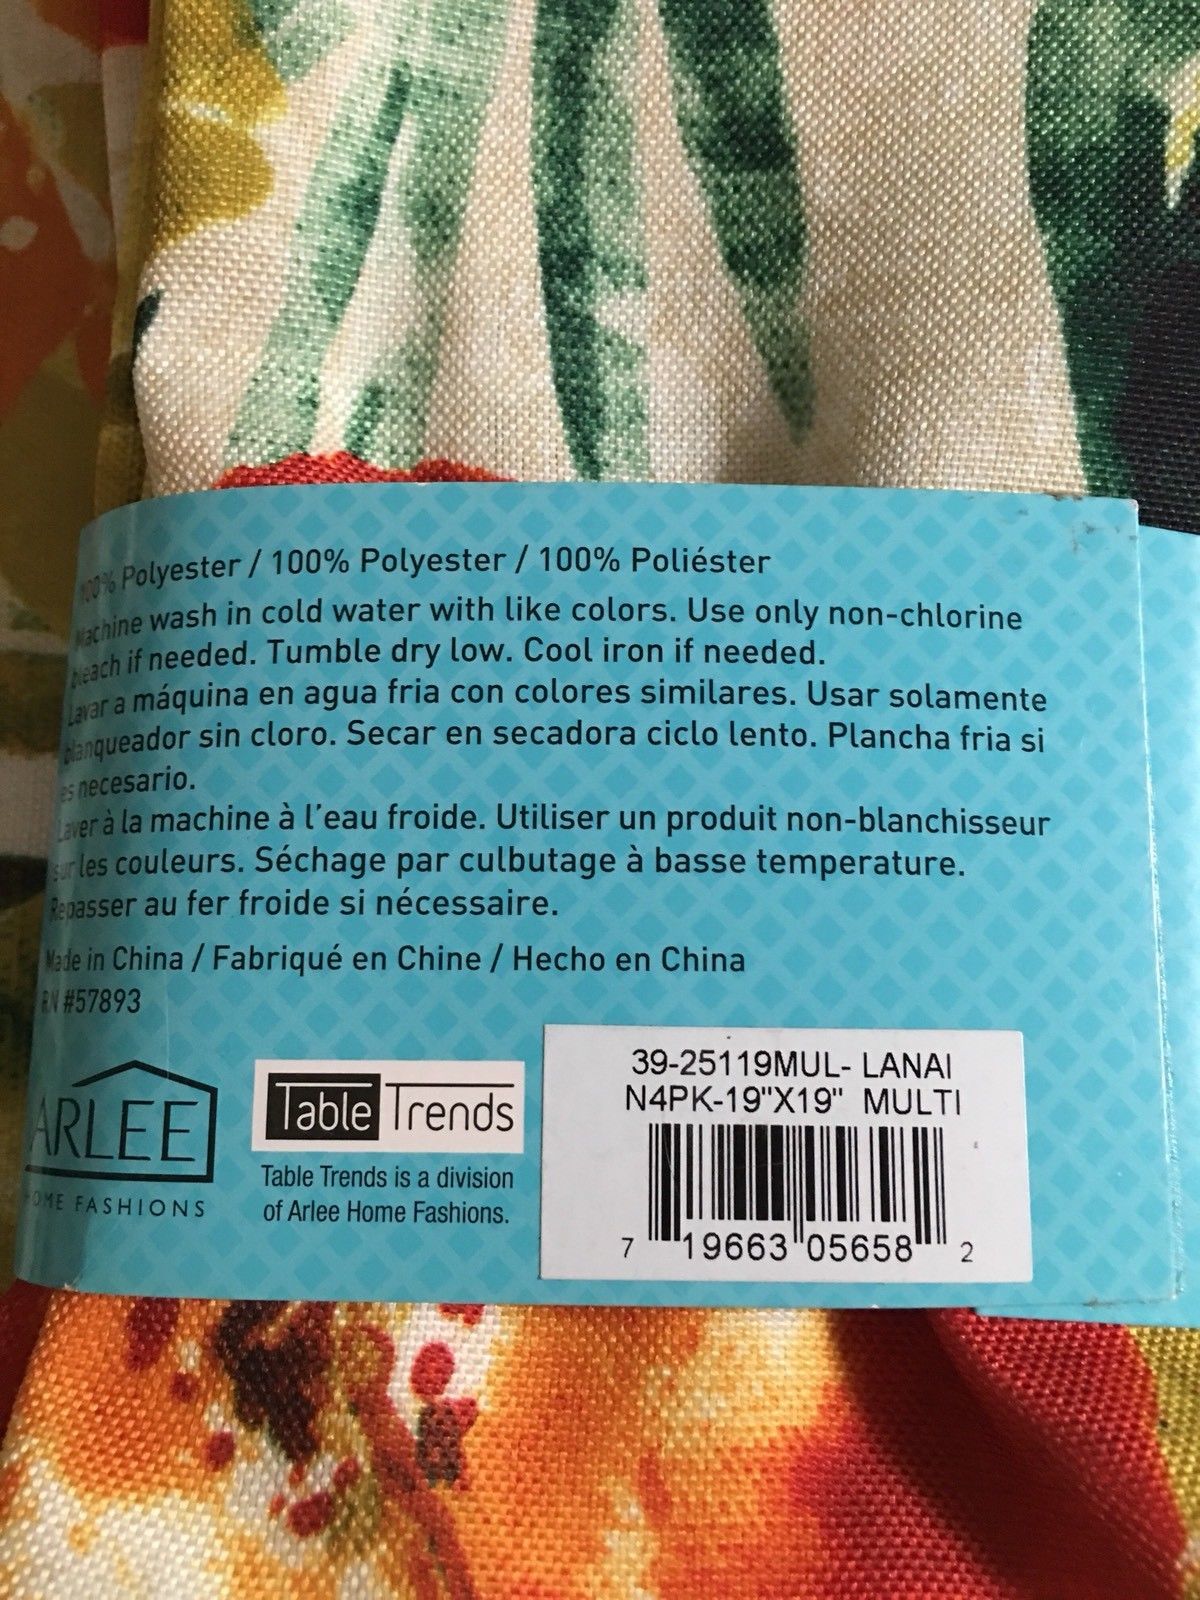 100% Polyester / 100% Polyester / 100% Poliéster
Machine wash in cold water with like colors. Use only non-chlorine
bleach if needed. Tumble dry low. Cool iron if needed.
Lavar a máquina en agua fria con colores similares. Usar solamente
blanqueador sin cloro. Secar en secadora ciclo lento. Plancha fria si
es necesario.
Laver à la machine à l'eau froide. Utiliser un produit non-blanchisseur
sur les couleurs. Séchage par culbutage à basse temperature.
Repasser au fer froide si nécessaire.
Made in China / Fabriqué en Chine / Hecho en China
RN #57893
ARLEE
HOME FASHIONS
Table Trends
Table Trends is a division
of Arlee Home Fashions.
39-25119MUL- LANAI
N4PK-19"X19" MULTI
7 19663 05658 2